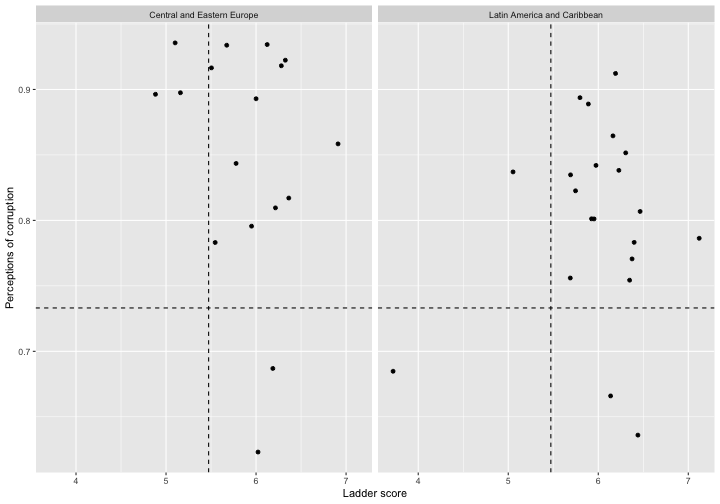 Central and Eastern Europe
Latin America and Caribbean
Perceptions of corruption
0.9
0.8
0.7
4 5 6 7
4 5 6 7
Ladder score